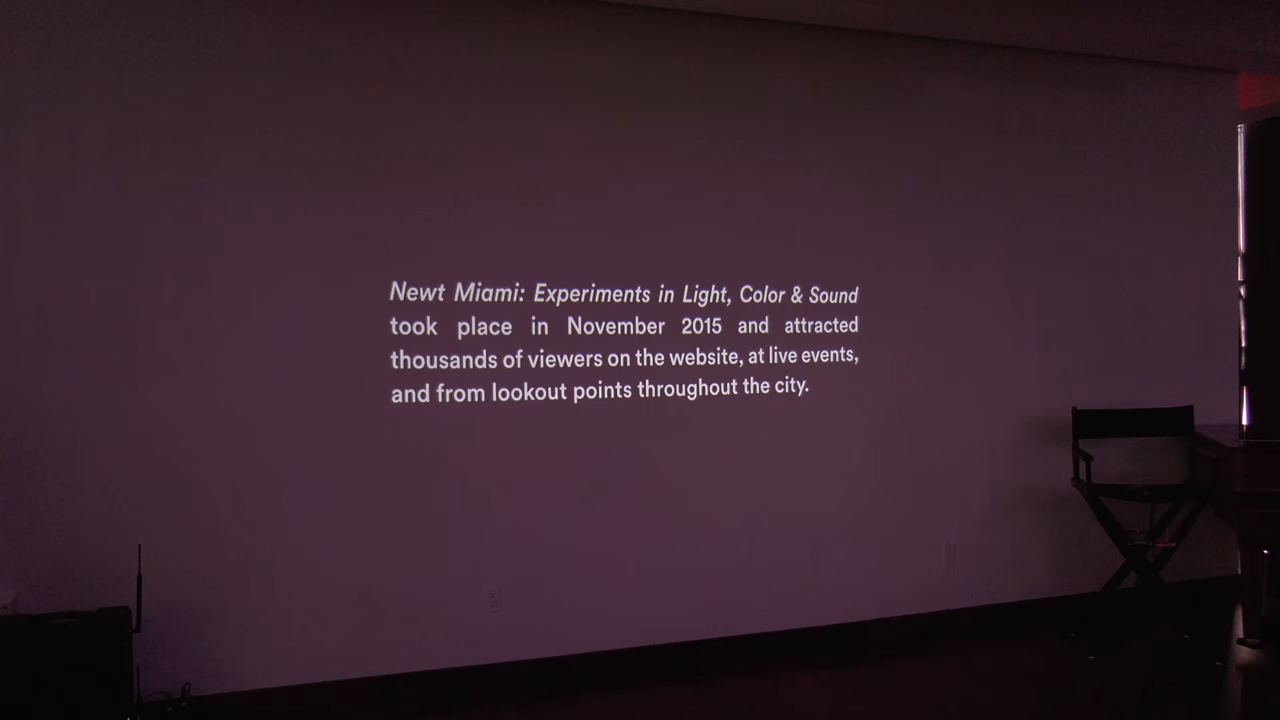 Newt Miami: Experiments in Light, Color & Sound
took place in November 2015 and attracted
thousands of viewers on the website, at live events,
and from lookout points throughout the city.